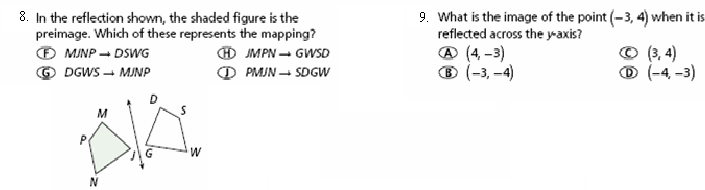 8. In the reflection shown, the shaded figure is the
preimage. Which of these represents the mapping?
Ⓕ MJNP → DSWG
Ⓗ JMPN → GWSD
Ⓖ DGWS → MJNP
Ⓙ PMJN → SDGW
D
M
S
P
J
G
W
N
9. What is the image of the point (−3, 4) when it is
reflected across the y-axis?
Ⓐ (4, −3)
Ⓒ (3, 4)
Ⓑ (−3, −4)
Ⓓ (−4, −3)